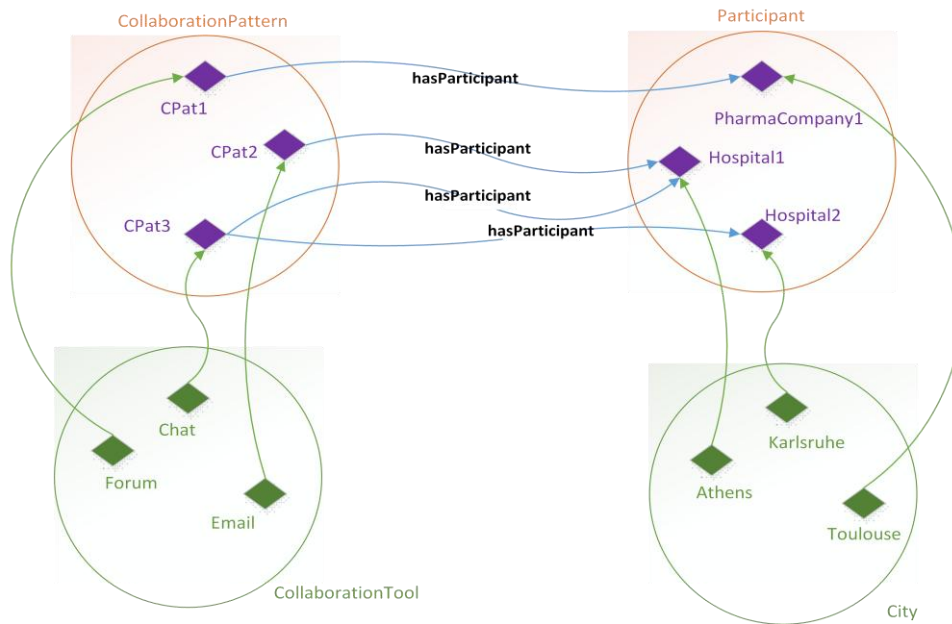 CollaborationPattern
Participant
CPat1
hasParticipant
PharmaCompany1
CPat2
hasParticipant
Hospital1
hasParticipant
CPat3
hasParticipant
Hospital2
Chat
Karlsruhe
Forum
Athens
Email
Toulouse
CollaborationTool
City